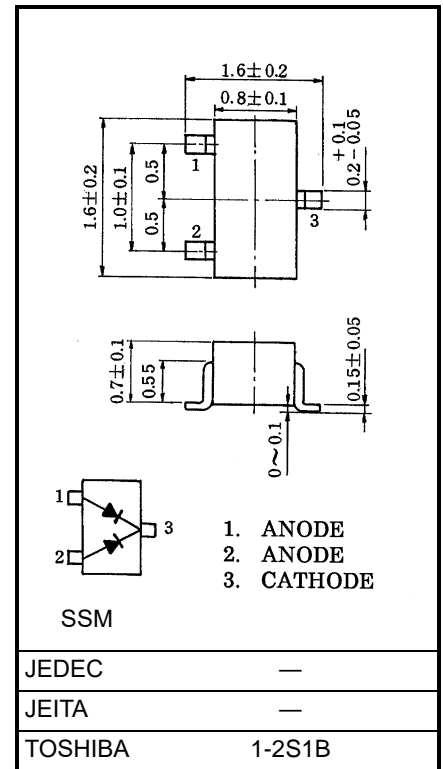 1.6±0.2
0.8±0.1
1.6±0.2
1.0±0.1
0.5
0.5
1
2
3
+0.1
0.2−0.05
0.7±0.1
0.55
0.15±0.05
0~0.1
1
2
3
1. ANODE
2. ANODE
3. CATHODE
SSM
JEDEC —
JEITA —
TOSHIBA 1-2S1B